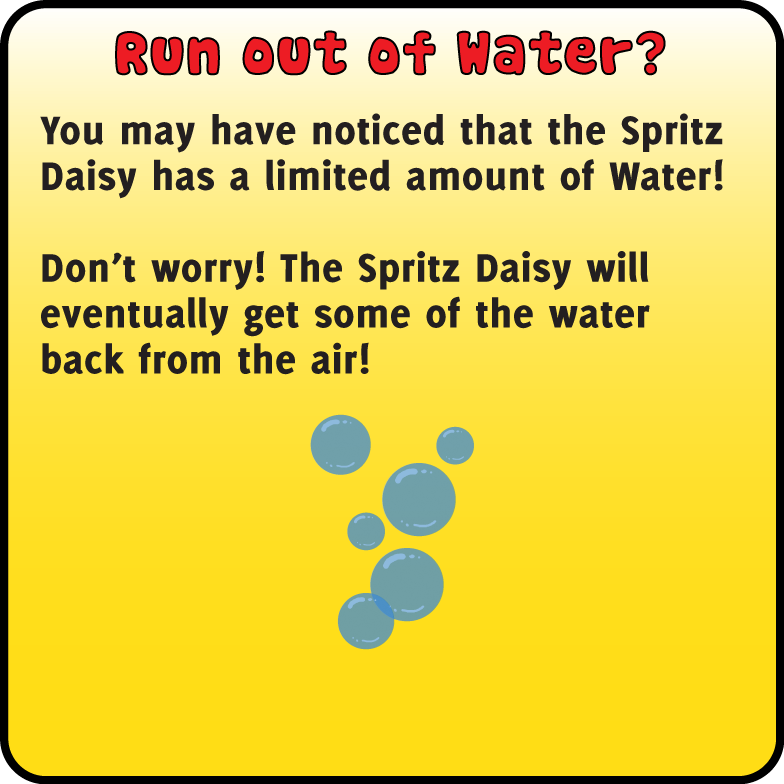 Run out of Water?
You may have noticed that the Spritz
Daisy has a limited amount of Water!
Don't worry! The Spritz Daisy will
eventually get some of the water
back from the air!